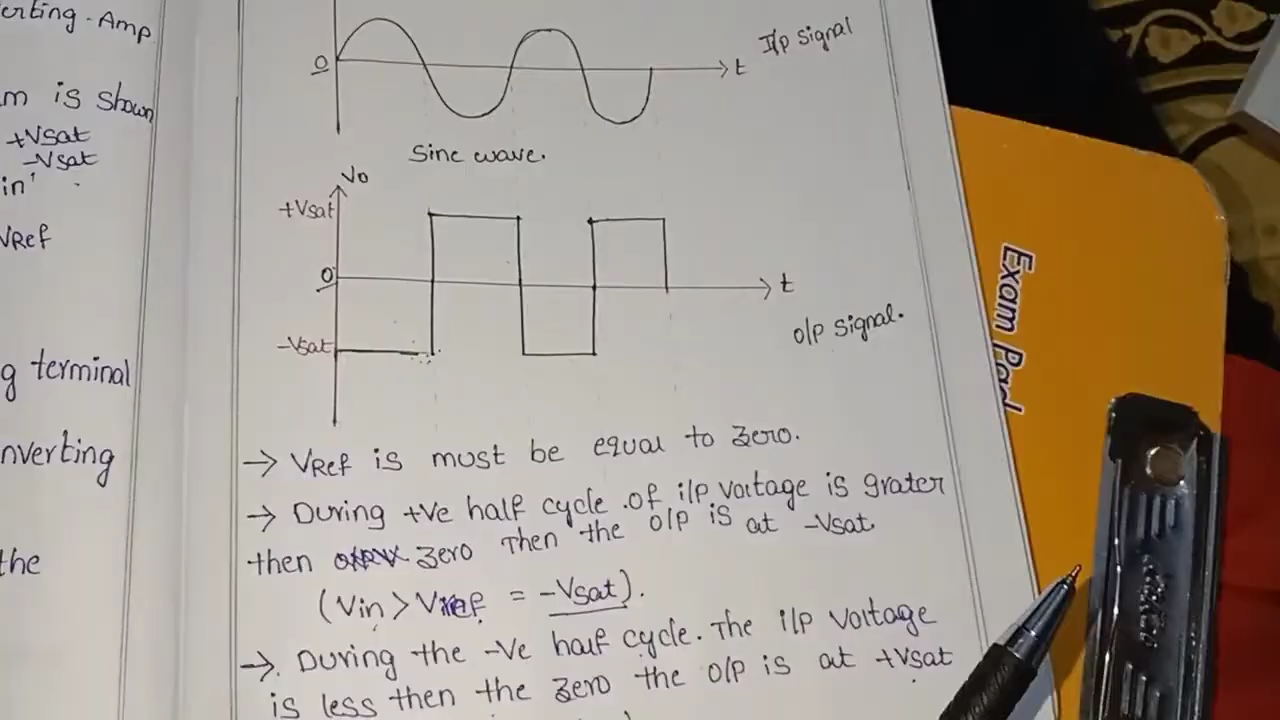 erting-Amp
m is shown
+Vsat
-Vsat
in'
VRef
g terminal
nverting
the
0
t
I/p signal
Sine wave.
Vo
+Vsat
0
t
-Vsat
o/p signal.
→ VRef is must be equal to zero.
→ During +ve half cycle .of i/p voltage is grater
then zero Then the o/p is at -Vsat
(Vin > Vref = -Vsat).
→. During the -Ve half cycle. The i/p voltage
is less then the zero the o/p is at +Vsat
Exam Pad